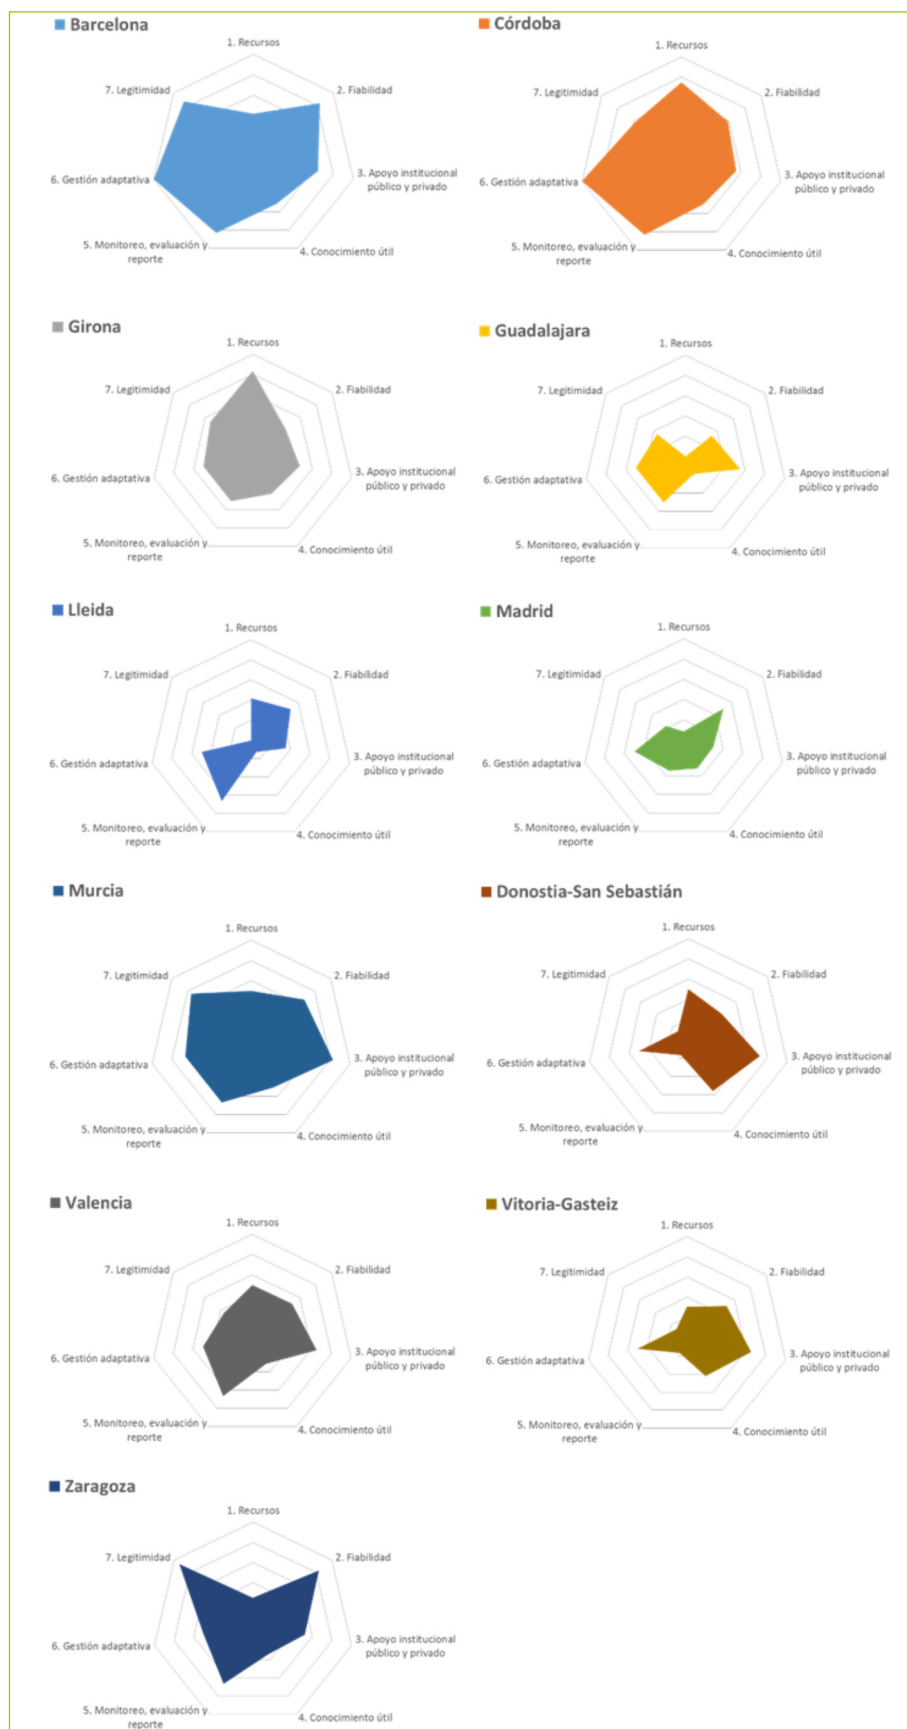 Barcelona
1. Recursos
2. Fiabilidad
3. Apoyo institucional
público y privado
4. Conocimiento útil
5. Monitoreo, evaluación y
reporte
6. Gestión adaptativa
7. Legitimidad
Córdoba
1. Recursos
2. Fiabilidad
3. Apoyo institucional
público y privado
4. Conocimiento útil
5. Monitoreo, evaluación y
reporte
6. Gestión adaptativa
7. Legitimidad
Girona
1. Recursos
2. Fiabilidad
3. Apoyo institucional
público y privado
4. Conocimiento útil
5. Monitoreo, evaluación y
reporte
6. Gestión adaptativa
7. Legitimidad
Guadalajara
1. Recursos
2. Fiabilidad
3. Apoyo institucional
público y privado
4. Conocimiento útil
5. Monitoreo, evaluación y
reporte
6. Gestión adaptativa
7. Legitimidad
Lleida
1. Recursos
2. Fiabilidad
3. Apoyo institucional
público y privado
4. Conocimiento útil
5. Monitoreo, evaluación y
reporte
6. Gestión adaptativa
7. Legitimidad
Madrid
1. Recursos
2. Fiabilidad
3. Apoyo institucional
público y privado
4. Conocimiento útil
5. Monitoreo, evaluación y
reporte
6. Gestión adaptativa
7. Legitimidad
Murcia
1. Recursos
2. Fiabilidad
3. Apoyo institucional
público y privado
4. Conocimiento útil
5. Monitoreo, evaluación y
reporte
6. Gestión adaptativa
7. Legitimidad
Donostia-San Sebastián
1. Recursos
2. Fiabilidad
3. Apoyo institucional
público y privado
4. Conocimiento útil
5. Monitoreo, evaluación y
reporte
6. Gestión adaptativa
7. Legitimidad
Valencia
1. Recursos
2. Fiabilidad
3. Apoyo institucional
público y privado
4. Conocimiento útil
5. Monitoreo, evaluación y
reporte
6. Gestión adaptativa
7. Legitimidad
Vitoria-Gasteiz
1. Recursos
2. Fiabilidad
3. Apoyo institucional
público y privado
4. Conocimiento útil
5. Monitoreo, evaluación y
reporte
6. Gestión adaptativa
7. Legitimidad
Zaragoza
1. Recursos
2. Fiabilidad
3. Apoyo institucional
público y privado
4. Conocimiento útil
5. Monitoreo, evaluación y
reporte
6. Gestión adaptativa
7. Legitimidad